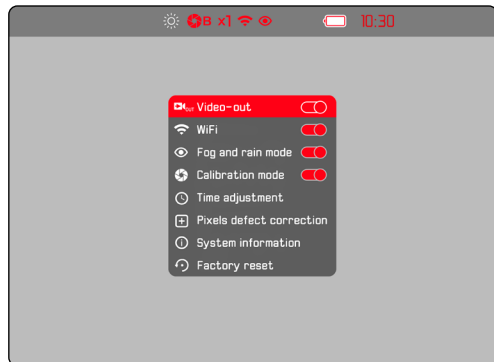 B x1 10:30
OUT Video-out
WiFi
Fog and rain mode
Calibration mode
Time adjustment
Pixels defect correction
System information
Factory reset